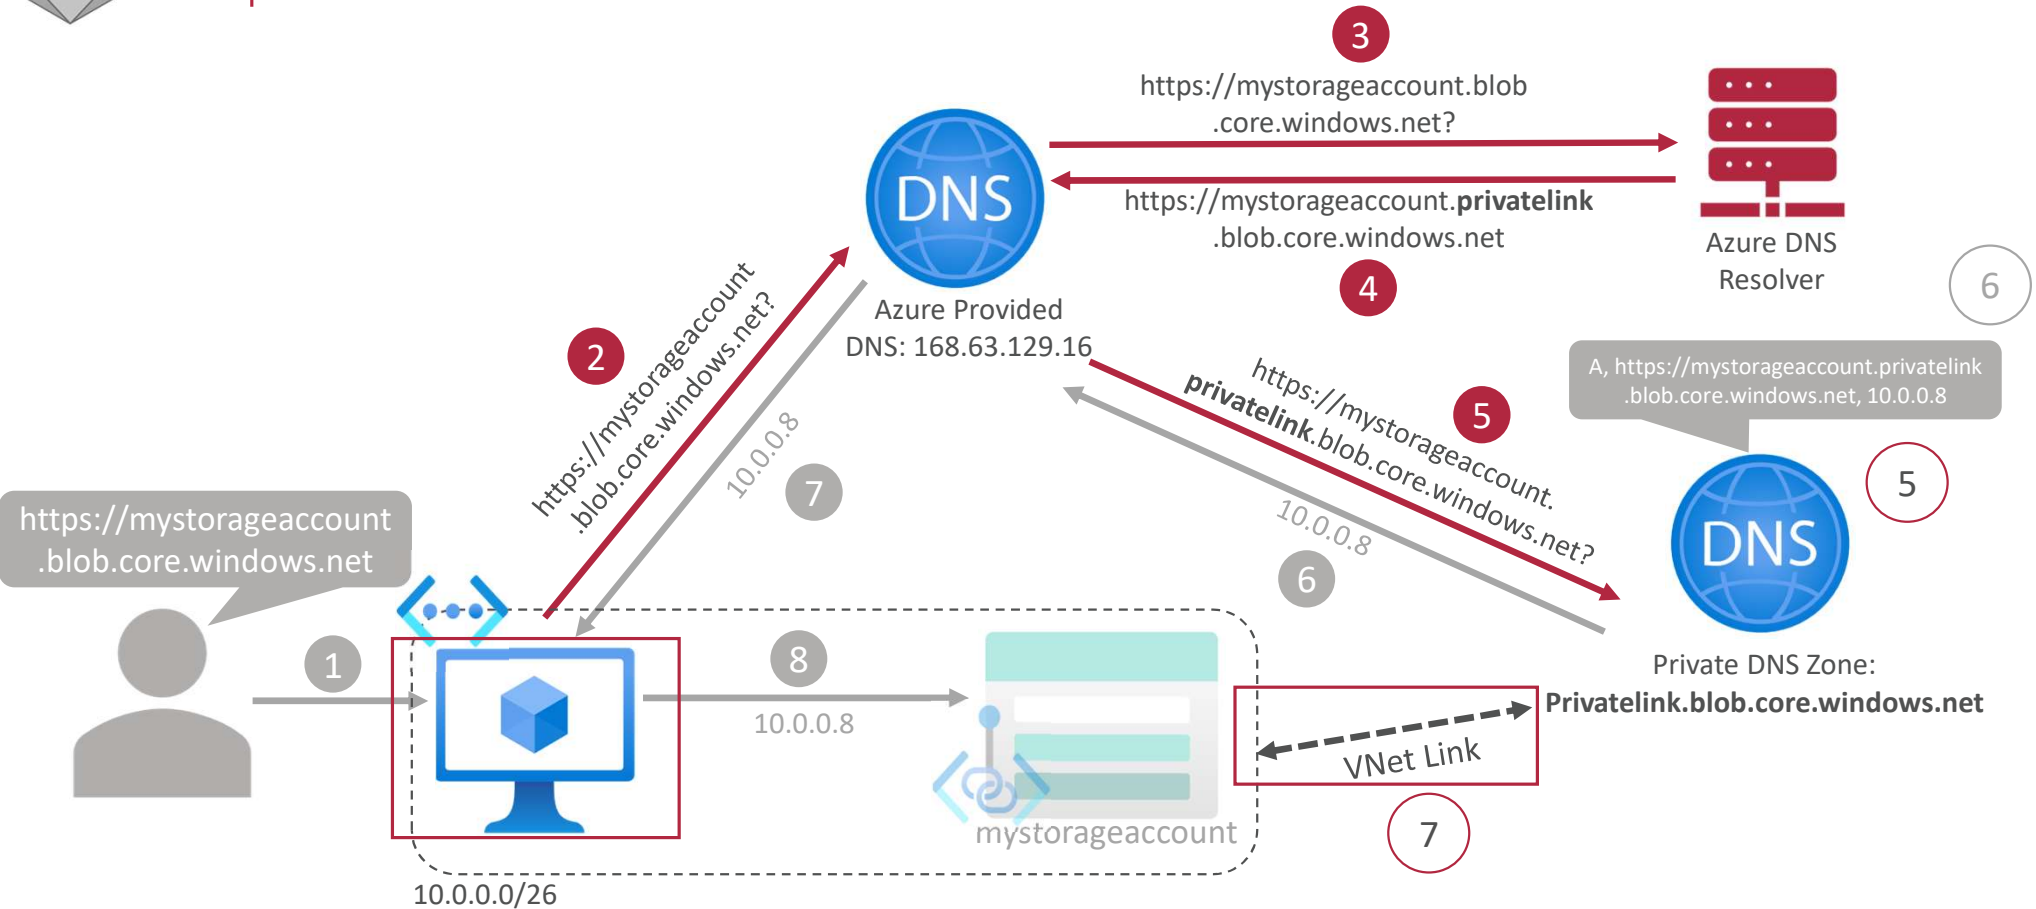 3
https://mystorageaccount.blob
.core.windows.net?
DNS
https://mystorageaccount.privatelink
.blob.core.windows.net
4
Azure DNS
Resolver
6
Azure Provided
DNS: 168.63.129.16
2
https://mystorageaccount
.blob.core.windows.net?
10.0.0.8
7
https://mystorageaccount.
privatelink.blob.core.windows.net?
5
10.0.0.8
6
A, https://mystorageaccount.privatelink
.blob.core.windows.net, 10.0.0.8
5
DNS
Private DNS Zone:
Privatelink.blob.core.windows.net
https://mystorageaccount
.blob.core.windows.net
1
8
10.0.0.8
mystorageaccount
VNet Link
7
10.0.0.0/26